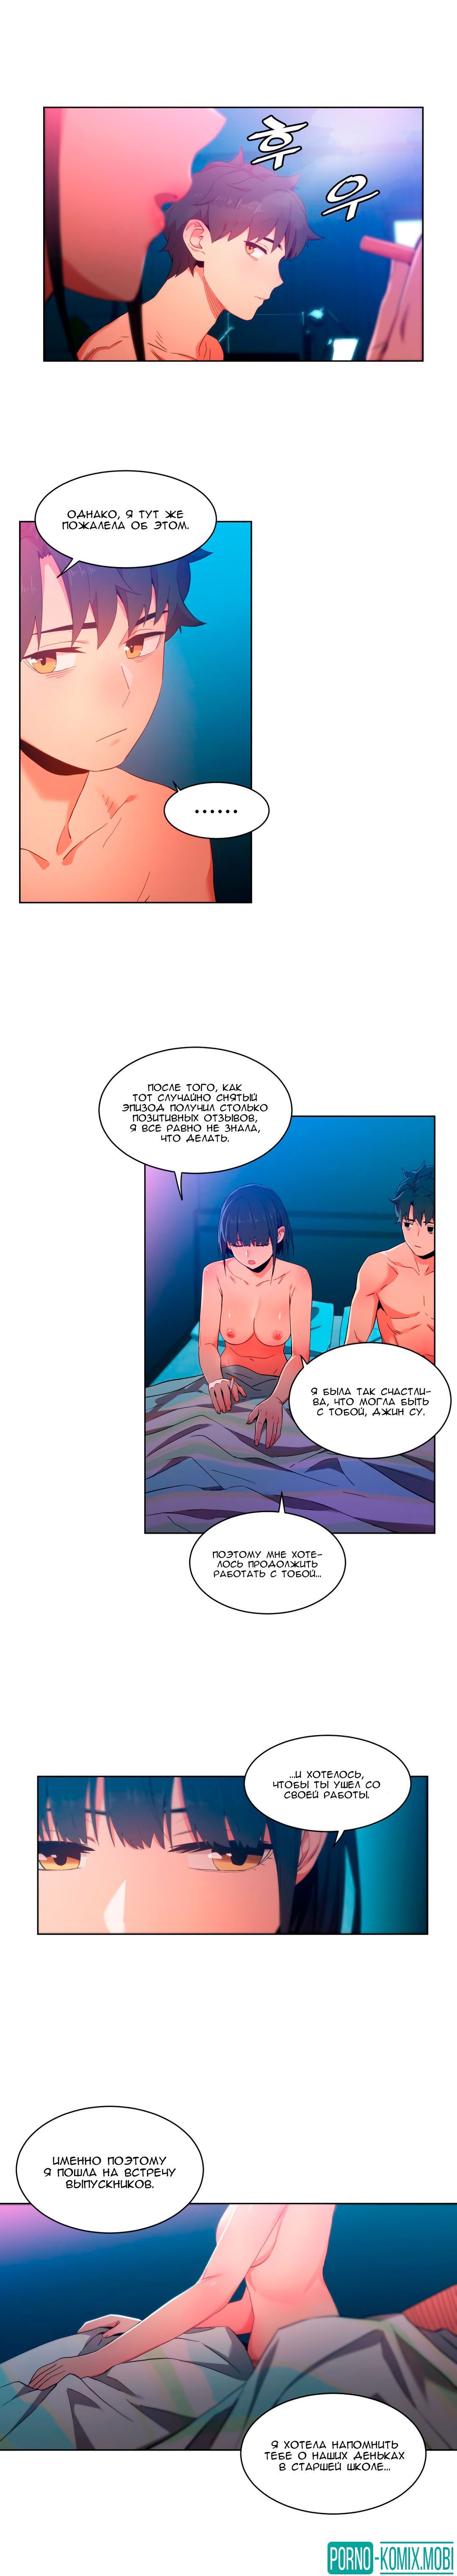 후
우
ОДНАКО, Я ТУТ ЖЕ
ПОЖАЛЕЛА ОБ ЭТОМ.
......
ПОСЛЕ ТОГО, КАК
ТОТ СЛУЧАЙНО СНЯТЫЙ
ЭПИЗОД ПОЛУЧИЛ СТОЛЬКО
ПОЗИТИВНЫХ ОТЗЫВОВ,
Я ВСЕ РАВНО НЕ ЗНАЛА,
ЧТО ДЕЛАТЬ.
Я БЫЛА ТАК СЧАСТЛИ-
ВА, ЧТО МОГЛА БЫТЬ
С ТОБОЙ, ДЖИН СУ.
ПОЭТОМУ МНЕ ХОТЕ-
ЛОСЬ ПРОДОЛЖИТЬ
РАБОТАТЬ С ТОБОЙ...
...И ХОТЕЛОСЬ,
ЧТОБЫ ТЫ УШЕЛ СО
СВОЕЙ РАБОТЫ.
ИМЕННО ПОЭТОМУ
Я ПОШЛА НА ВСТРЕЧУ
ВЫПУСКНИКОВ.
Я ХОТЕЛА НАПОМНИТЬ
ТЕБЕ О НАШИХ ДЕНЬКАХ
В СТАРШЕЙ ШКОЛЕ...
PORNO-KOMIX.MOBI